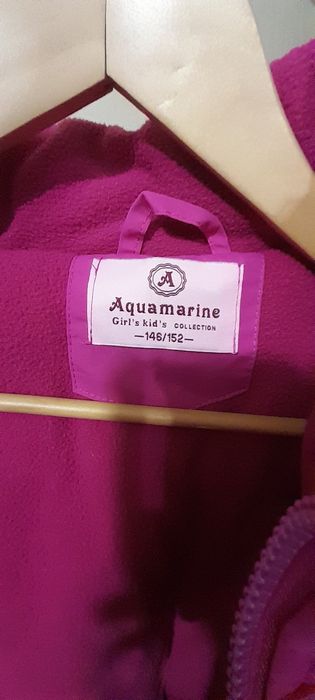 A
Aquamarine
Girl's kid's COLLECTION
—146/152—